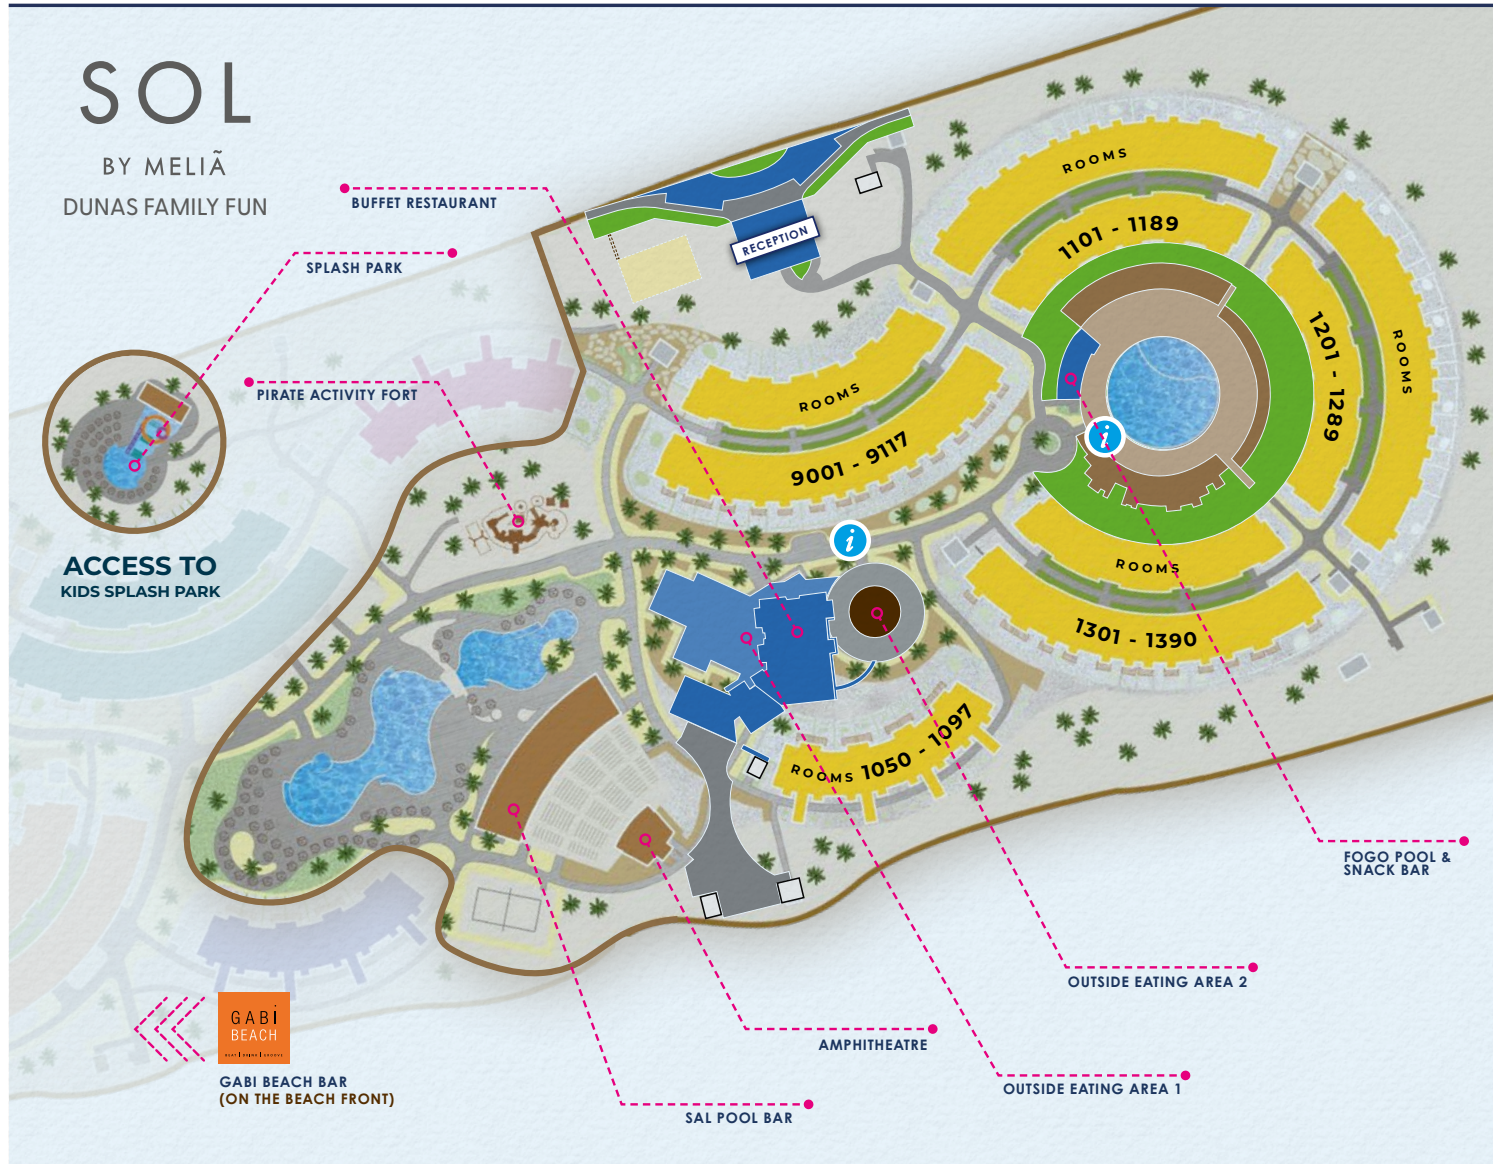 SOL
BY MELIÃ
DUNAS FAMILY FUN
BUFFET RESTAURANT
SPLASH PARK
PIRATE ACTIVITY FORT
RECEPTION
ROOMS
1101 - 1189
1201 - 1289
ROOMS
ROOMS
9001 - 9117
i
i
ROOMS
1301 - 1390
ROOMS 1050 - 1097
ACCESS TO
KIDS SPLASH PARK
FOGO POOL &
SNACK BAR
OUTSIDE EATING AREA 2
AMPHITHEATRE
OUTSIDE EATING AREA 1
SAL POOL BAR
GABi
BEACH
GABI BEACH BAR
(ON THE BEACH FRONT)